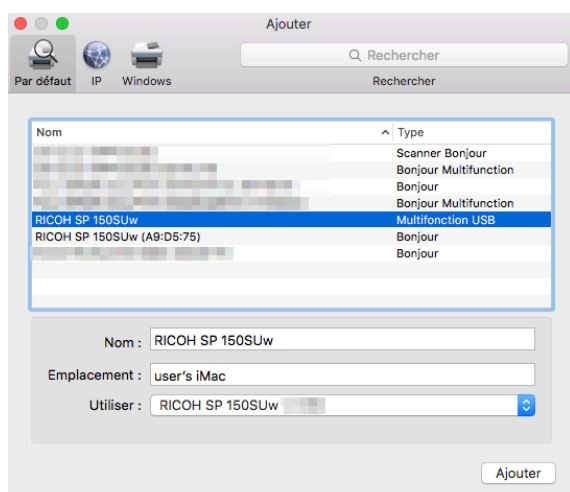 Ajouter
Rechercher
Par défaut IP Windows Rechercher
Nom Type
Scanner Bonjour
Bonjour Multifunction
Bonjour
Bonjour Multifunction
RICOH SP 150SUw Multifonction USB
RICOH SP 150SUw (A9:D5:75) Bonjour
Bonjour
Nom : RICOH SP 150SUw
Emplacement : user's iMac
Utiliser : RICOH SP 150SUw
Ajouter